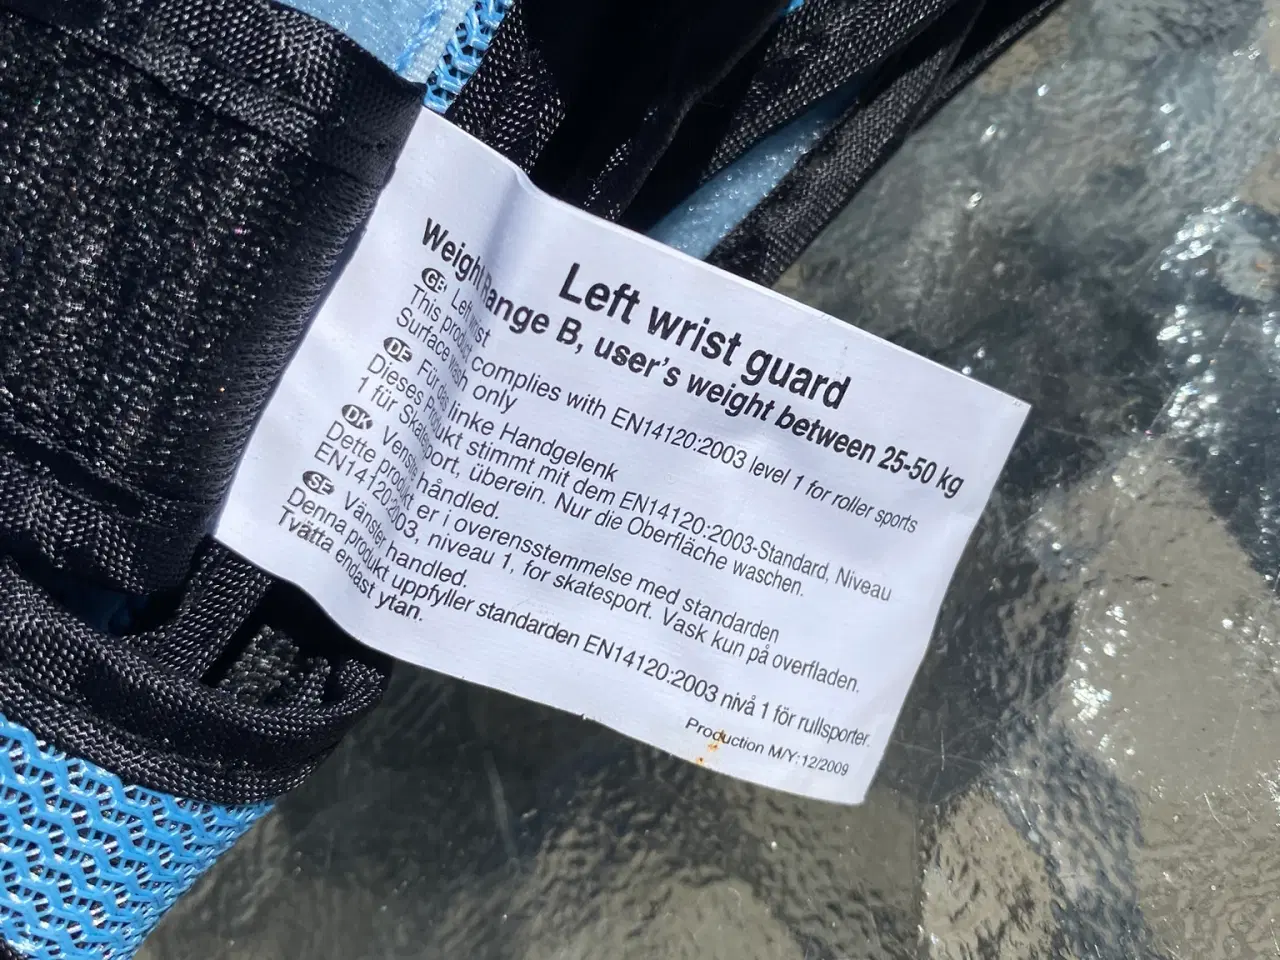 Left wrist guard
Weight Range B, user's weight between 25-50 kg
GB Left wrist.
This product complies with EN14120:2003 level 1 for roller sports
Surface wash only
DE Für das linke Handgelenk
Dieses Produkt stimmt mit dem EN14120:2003-Standard, Niveau
1 für Skatesport, überein. Nur die Oberfläche waschen.
DK Venstre håndled.
Dette produkt er i overensstemmelse med standarden
EN14120:2003, niveau 1, for skatesport. Vask kun på overfladen.
SE Vänster handled.
Denna produkt uppfyller standarden EN14120:2003 nivå 1 för rullsporter.
Tvätta endast ytan.
Production M/Y:12/2009